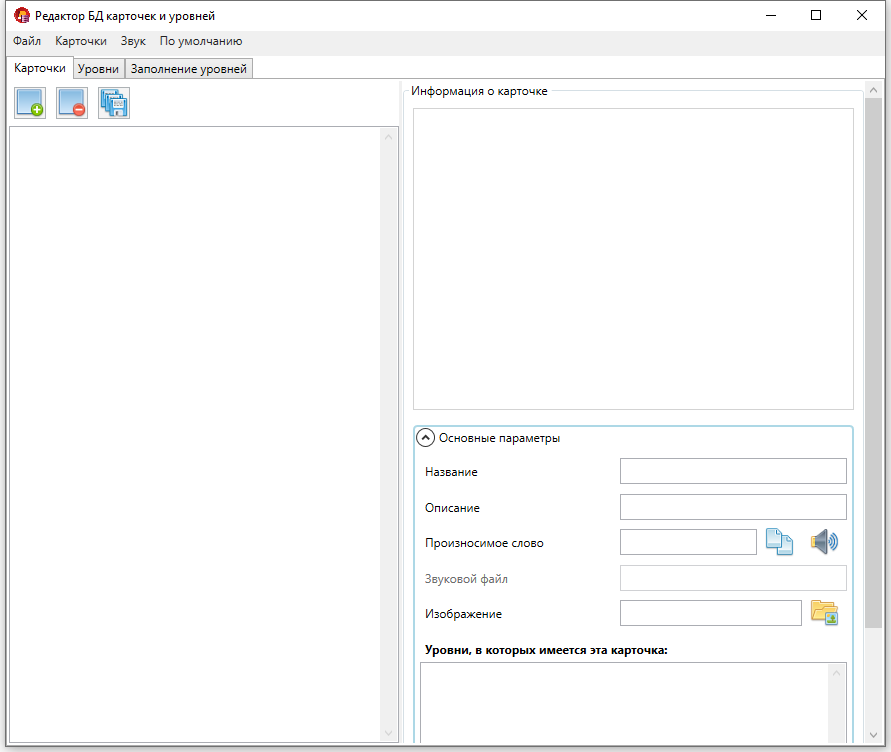 Редактор БД карточек и уровней
Файл Карточки Звук По умолчанию
Карточки Уровни Заполнение уровней
Информация о карточке
Основные параметры
Название
Описание
Произносимое слово
Звуковой файл
Изображение
Уровни, в которых имеется эта карточка: